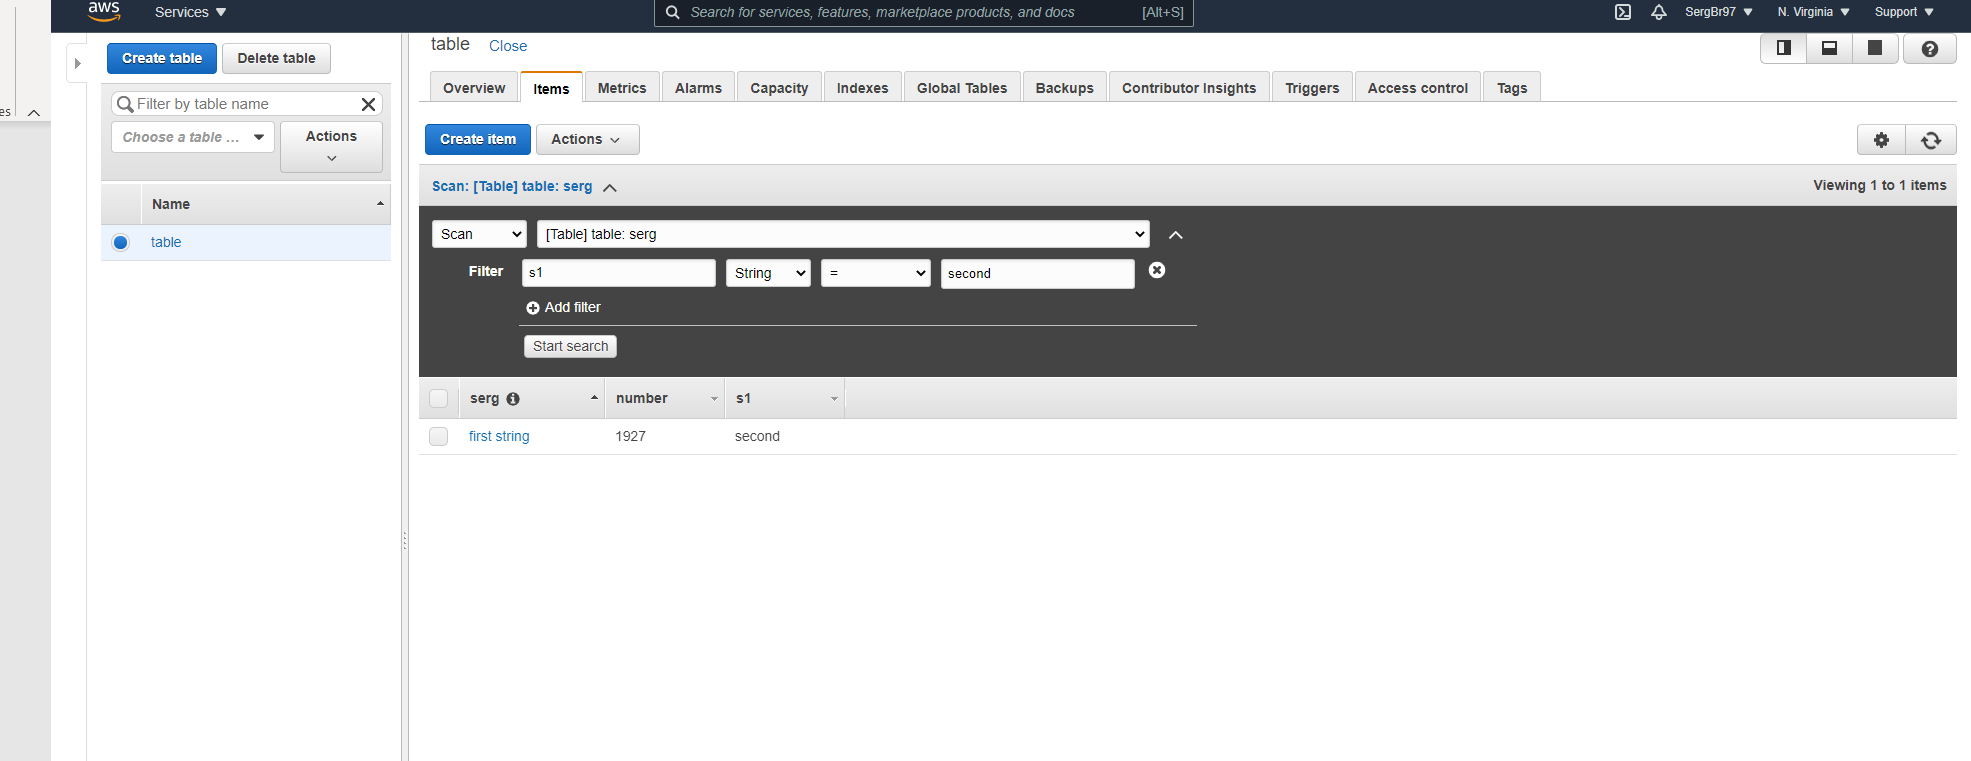 aws
Services
Search for services, features, marketplace products, and docs
[Alt+S]
SergBr97
N. Virginia
Support
es
Create table
Delete table
Filter by table name
Choose a table ...
Actions
Name
table
table
Close
Overview
Items
Metrics
Alarms
Capacity
Indexes
Global Tables
Backups
Contributor Insights
Triggers
Access control
Tags
Create item
Actions
Scan: [Table] table: serg
Viewing 1 to 1 items
Scan
[Table] table: serg
Filter
s1
String
=
second
Add filter
Start search
serg
number
s1
first string
1927
second